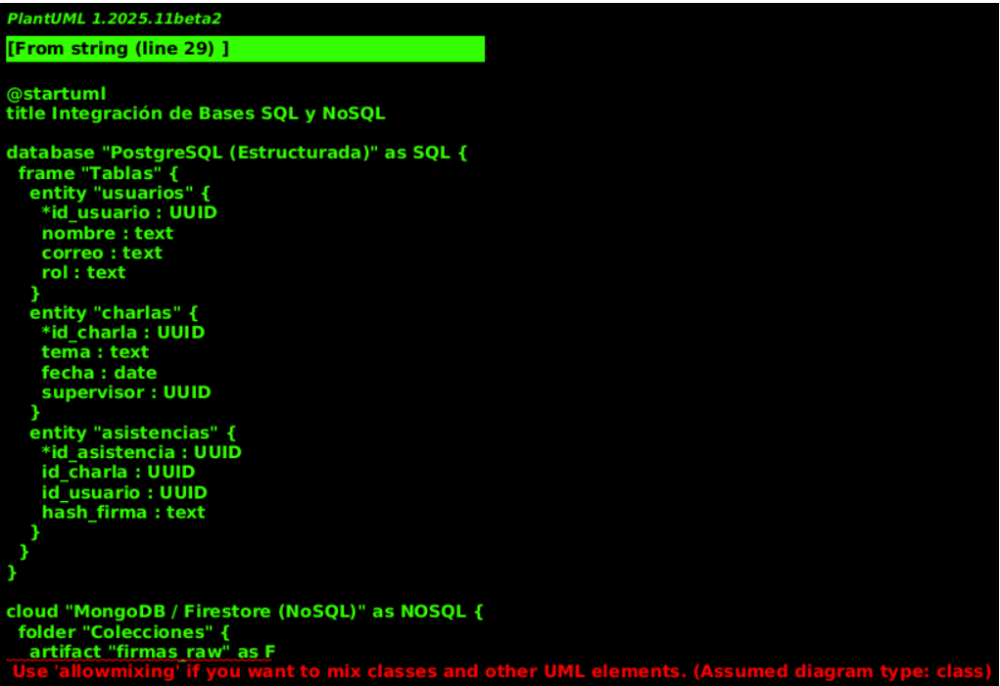 PlantUML 1.2025.11beta2
[From string (line 29) ]
@startuml
title Integración de Bases SQL y NoSQL
database "PostgreSQL (Estructurada)" as SQL {
frame "Tablas" {
entity "usuarios" {
*id_usuario : UUID
nombre : text
correo : text
rol : text
}
entity "charlas" {
*id_charla : UUID
tema : text
fecha : date
supervisor : UUID
}
entity "asistencias" {
*id_asistencia : UUID
id_charla : UUID
id_usuario : UUID
hash_firma : text
}
}
}
cloud "MongoDB / Firestore (NoSQL)" as NOSQL {
folder "Colecciones" {
artifact "firmas_raw" as F
Use 'allowmixing' if you want to mix classes and other UML elements. (Assumed diagram type: class)